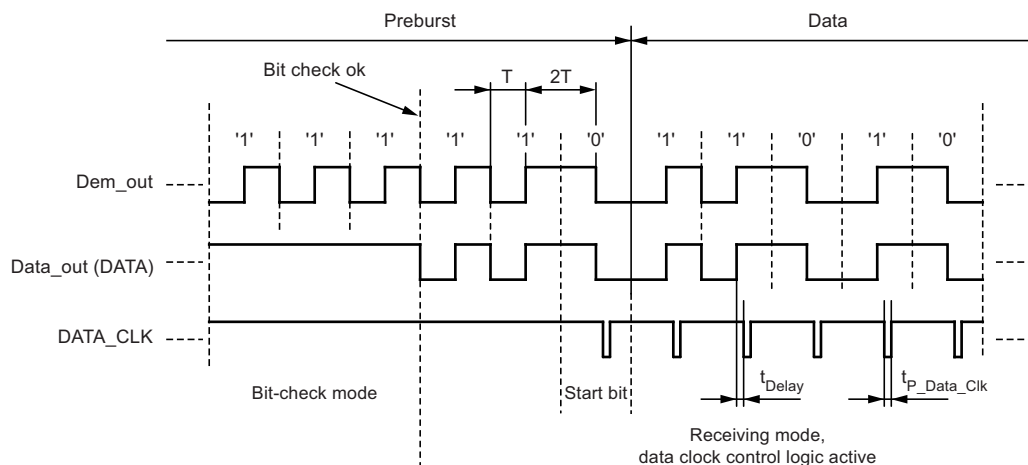 Preburst Data
Bit check ok
T 2T
'1' '1' '1' '1' '1' '0' '1' '1' '0' '1' '0'
Dem_out
Data_out (DATA)
DATA_CLK
Bit-check mode
Start bit
tDelay
tP_Data_Clk
Receiving mode,
data clock control logic active